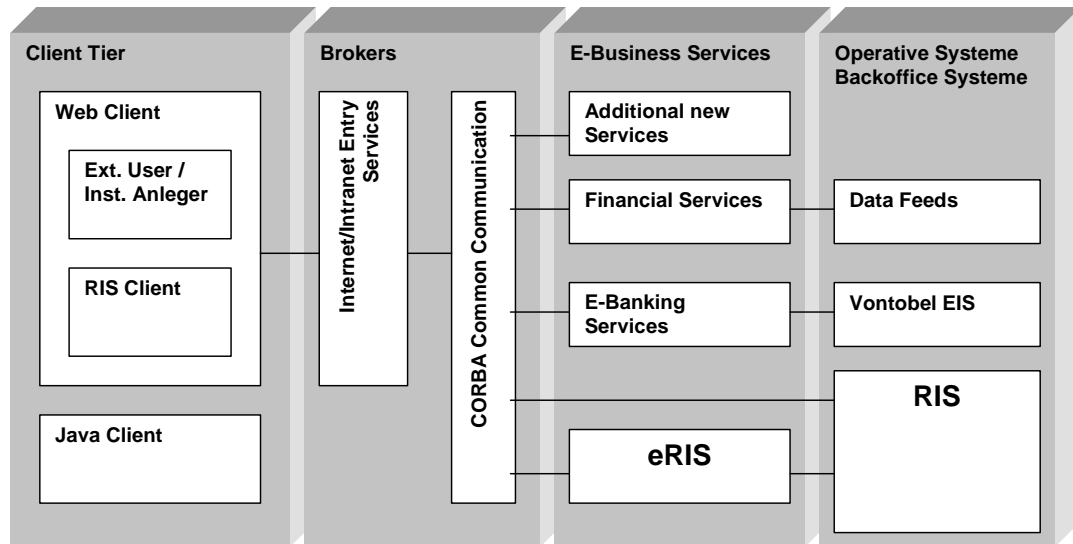 Client Tier
Web Client
Ext. User /
Inst. Anleger
RIS Client
Java Client
Brokers
Internet/Intranet Entry
Services
CORBA Common Communication
E-Business Services
Additional new
Services
Financial Services
E-Banking
Services
eRIS
Operative Systeme
Backoffice Systeme
Data Feeds
Vontobel EIS
RIS